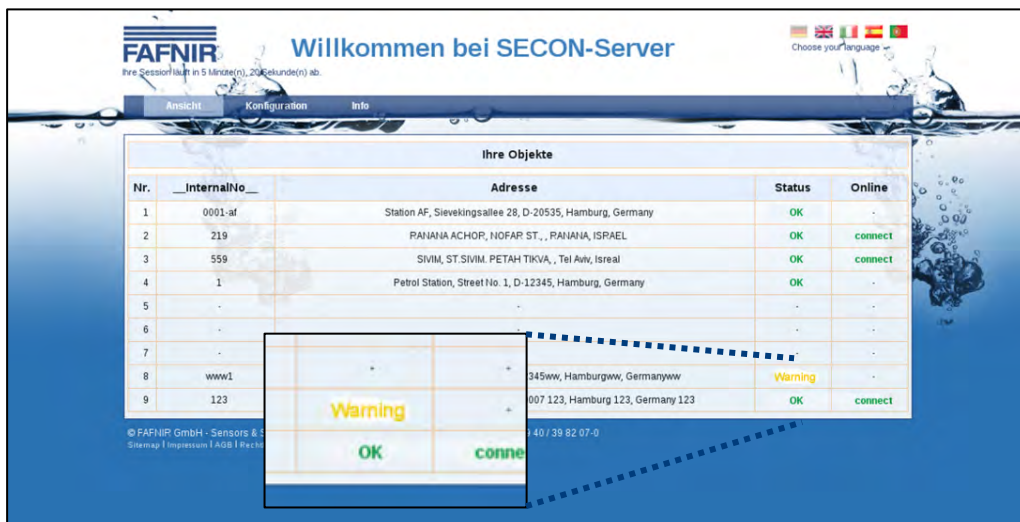 FAFNIR
Willkommen bei SECON-Server
Choose your language
Ihre Session läuft in 5 Minute(n), 20 Sekunde(n) ab.
Ansicht Konfiguration Info
Ihre Objekte
Nr. __InternalNo__ Adresse Status Online
1 0001-af Station AF, Sievekingsallee 28, D-20535, Hamburg, Germany OK -
2 219 RANANA ACHOP, NOFAR ST., , RANANA, ISRAEL OK connect
3 559 SIVIM, ST.SIVIM. PETAH TIKVA, , Tel Aviv, Isreal OK connect
4 1 Petrol Station, Street No. 1, D-12345, Hamburg, Germany OK -
5 - - - -
6 - - - -
7 - - -
8 www1 345ww, Hamburgww, Germanyww Warning -
9 123 007 123, Hamburg 123, Germany 123 OK connect
- -
Warning -
OK conne
© FAFNIR GmbH - Sensors & 40 / 39 82 07-0
Sitemap | Impressum | AGB |